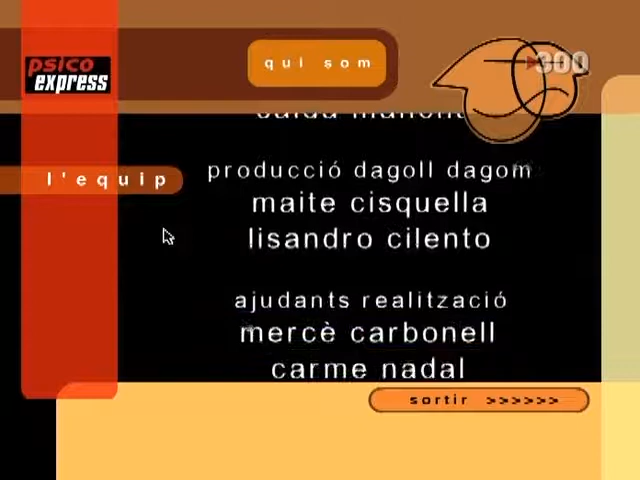 psico
express
qui som
300
l'equip
producció dagoll dagom
maite cisquella
lisandro cilento
ajudants realització
mercè carbonell
carme nadal
sortir >>>>>>